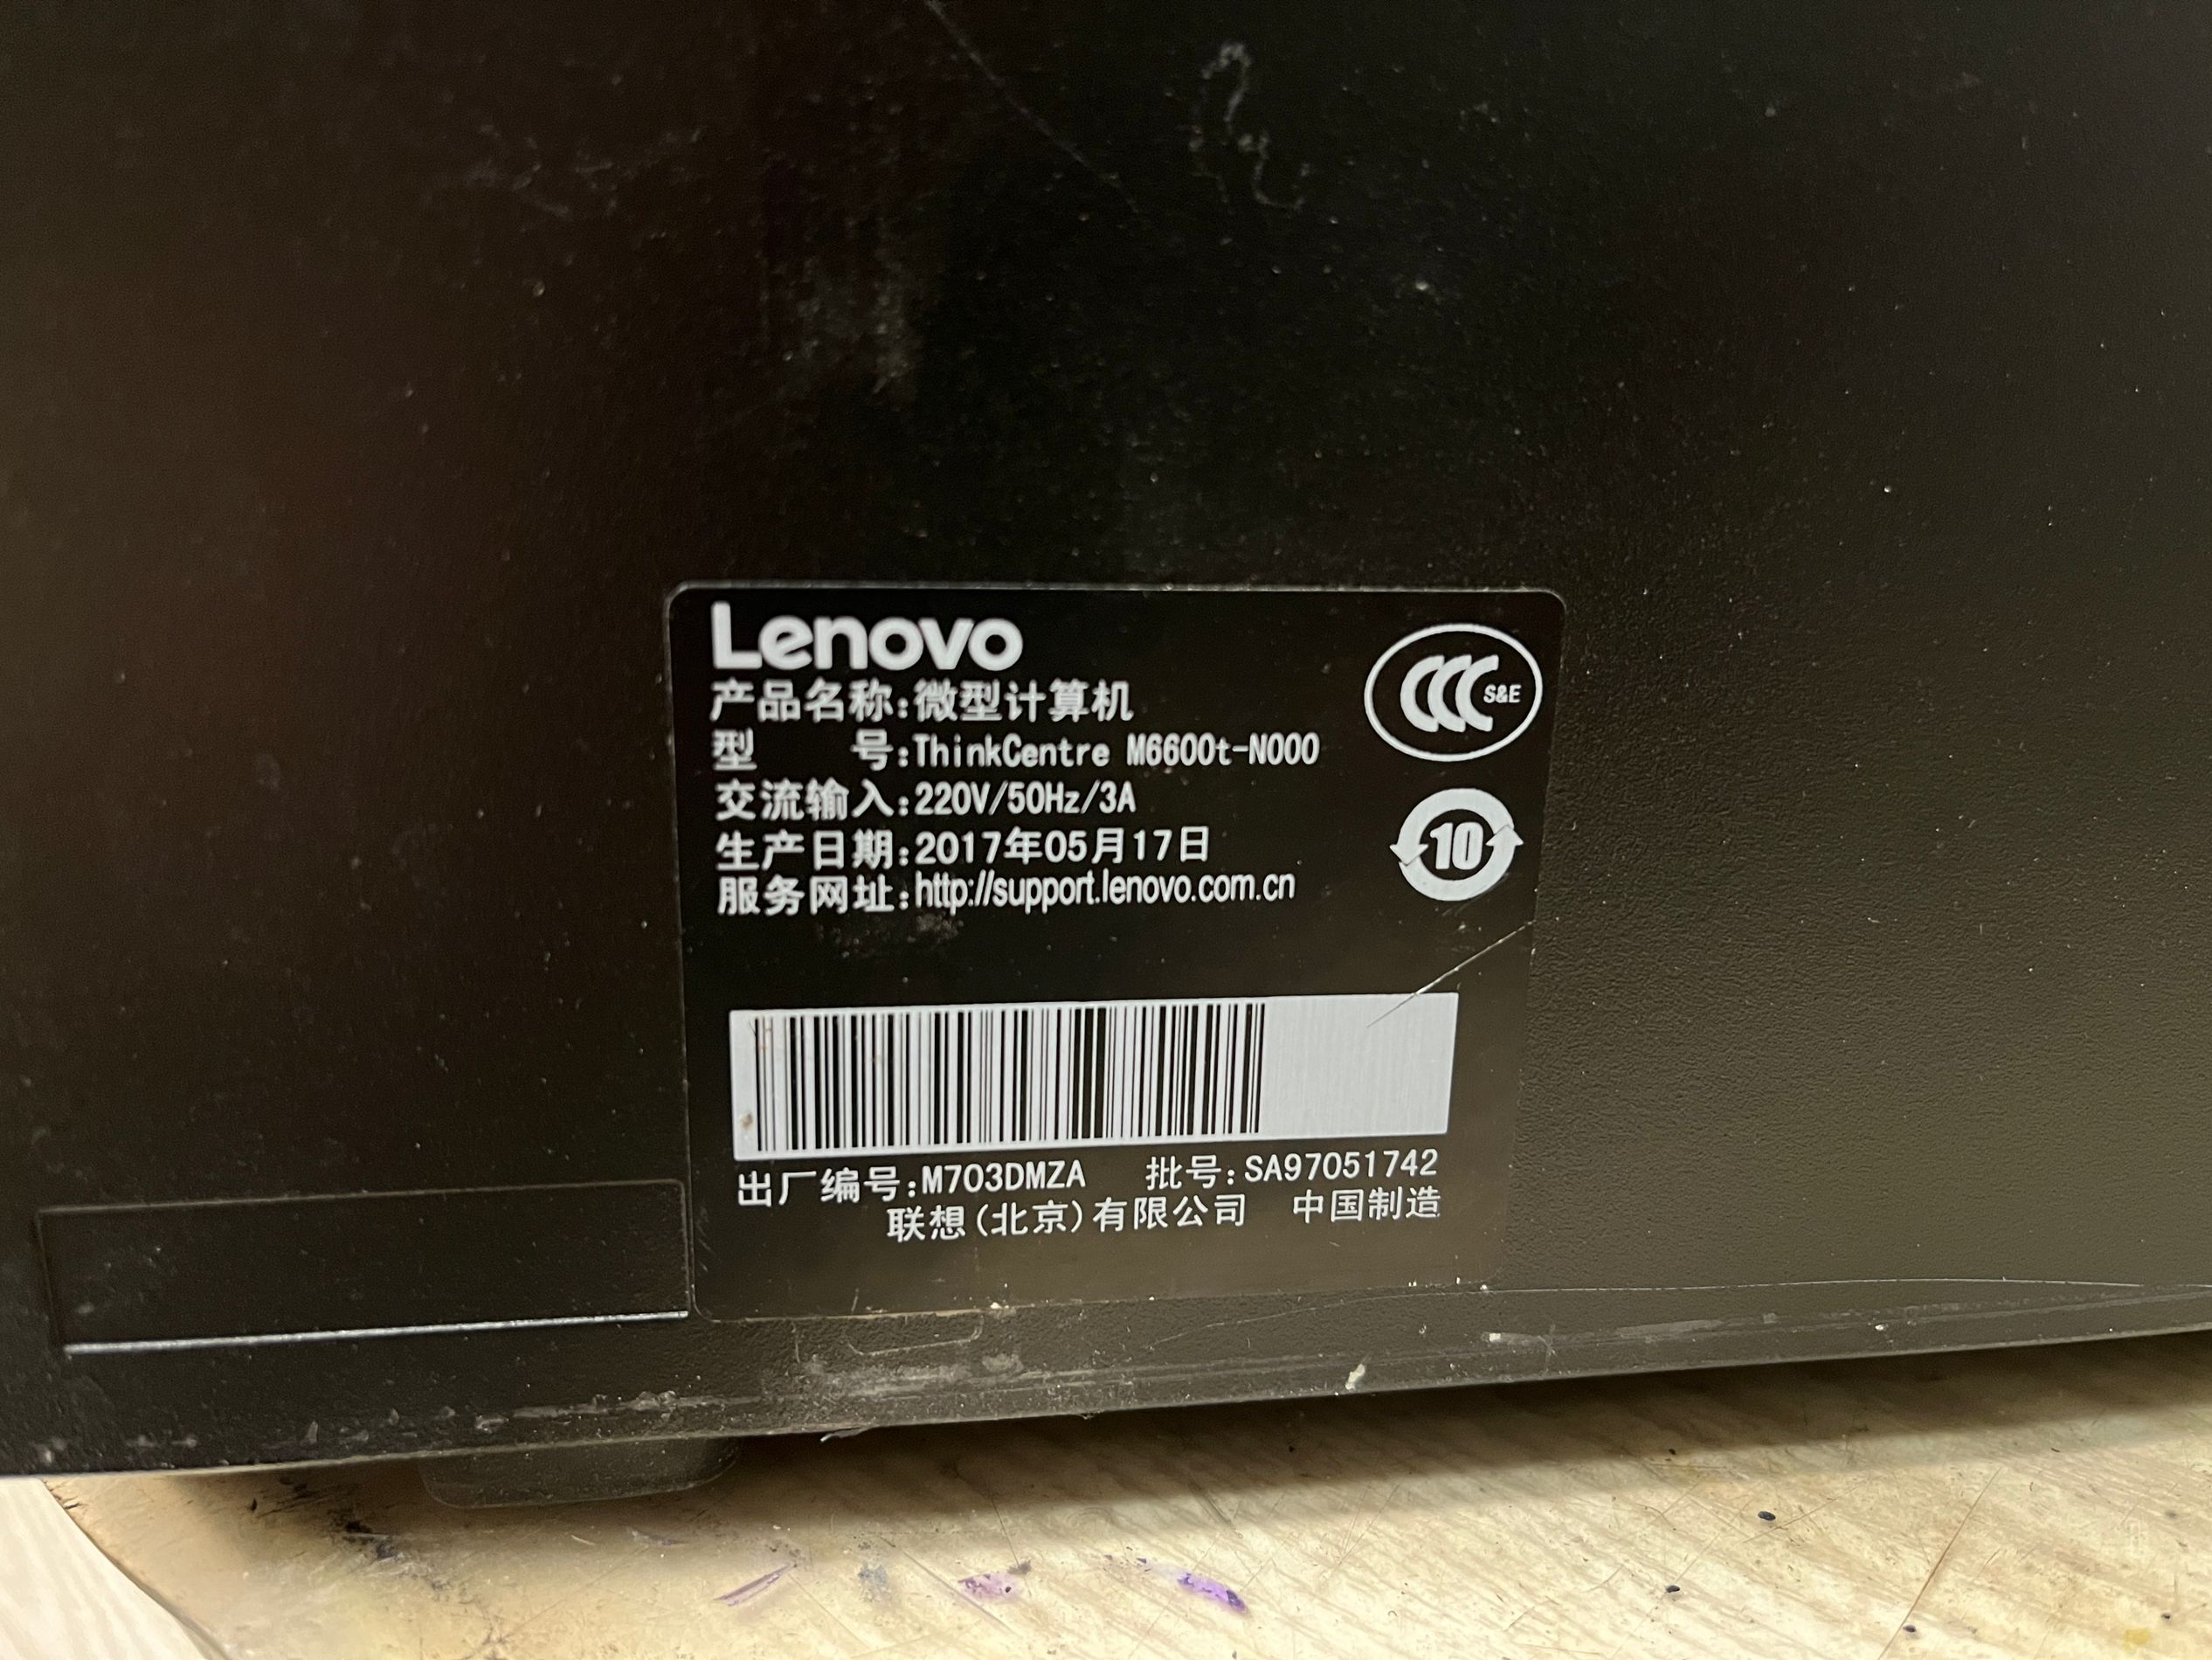 Lenovo
产品名称:微型计算机
型 号:ThinkCentre M6600t-N000
交流输入:220V/50Hz/3A
生产日期:2017年05月17日
服务网址:http://support.lenovo.com.cn
CCC S&E
10
出厂编号:M703DMZA 批号:SA97051742
联想(北京)有限公司 中国制造